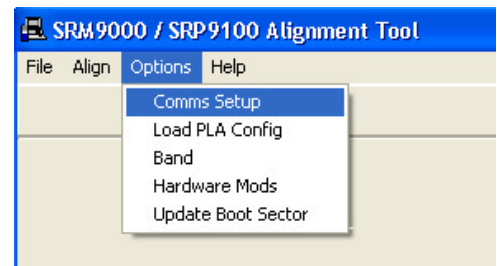 SRM9000 / SRP9100 Alignment Tool
File Align Options Help
Comms Setup
Load PLA Config
Band
Hardware Mods
Update Boot Sector